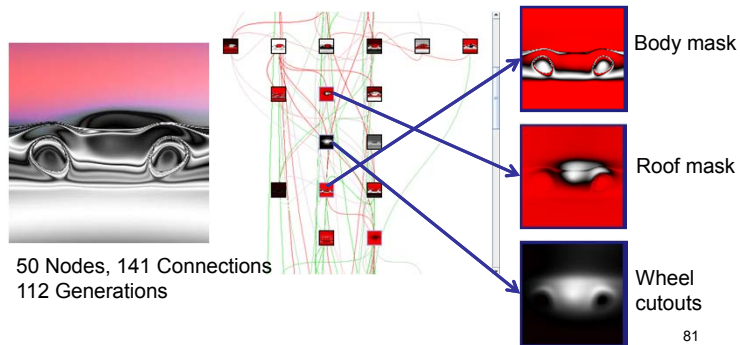 Body mask
Roof mask
50 Nodes, 141 Connections
112 Generations
Wheel
cutouts
81